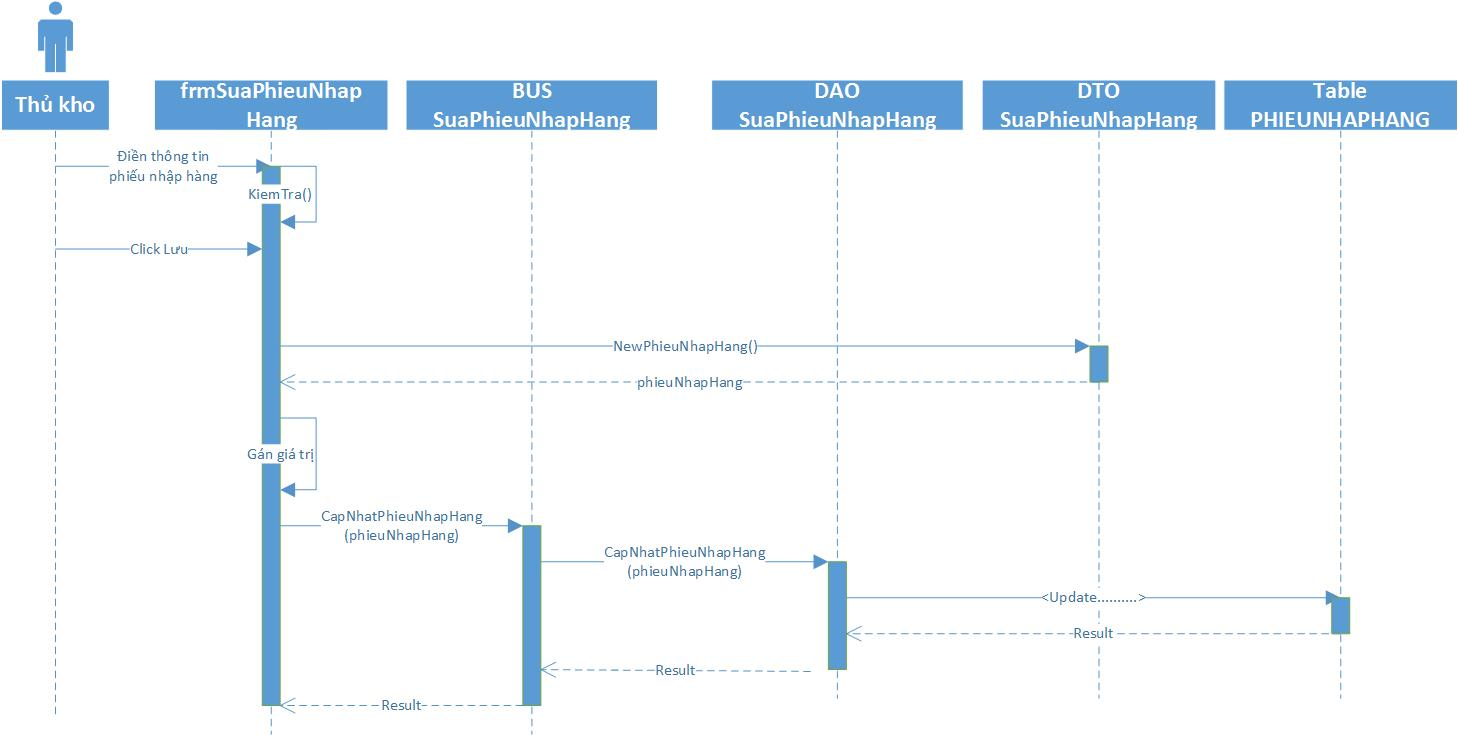 Thủ kho
frmSuaPhieuNhap
Hang
BUS
SuaPhieuNhapHang
DAO
SuaPhieuNhapHang
DTO
SuaPhieuNhapHang
Table
PHIEUNHAPHANG
Điền thông tin
phiếu nhập hàng
KiemTra()
Click Lưu
NewPhieuNhapHang()
phieuNhapHang
Gán giá trị
CapNhatPhieuNhapHang
(phieuNhapHang)
CapNhatPhieuNhapHang
(phieuNhapHang)
<Update..........>
Result
Result
Result